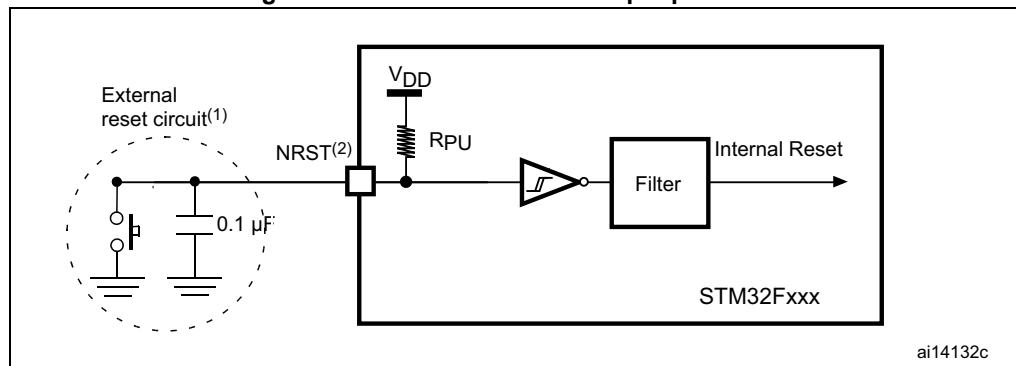 External
reset circuit(1)
VDD
RPU
NRST(2)
Internal Reset
Filter
0.1 µF
STM32Fxxx
ai14132c